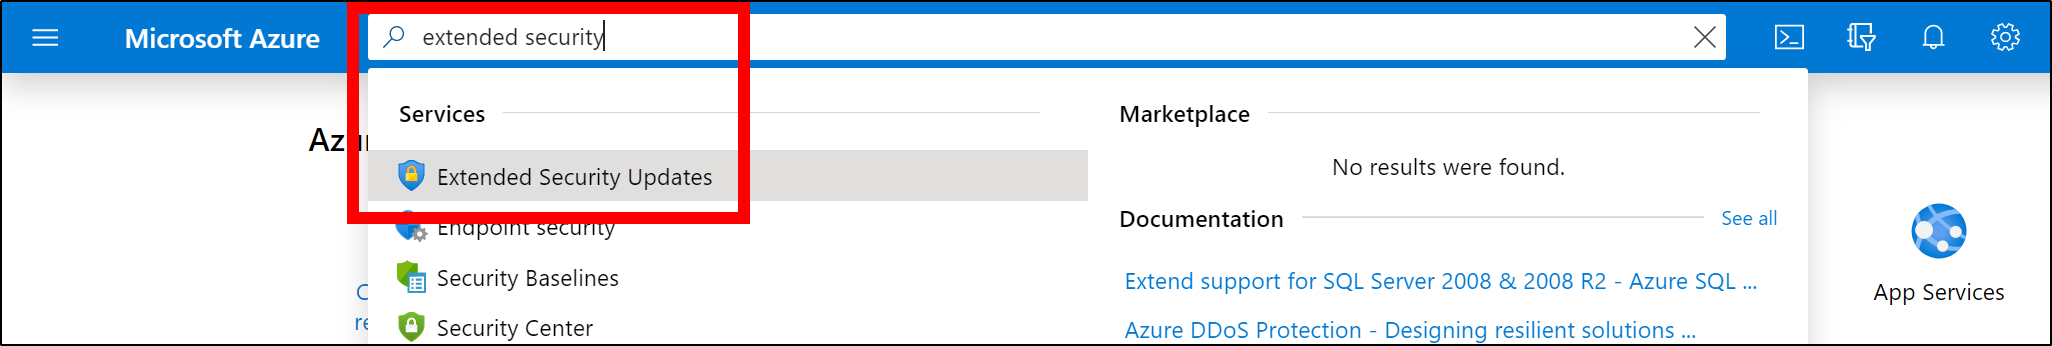 Microsoft Azure
extended security
Services
Extended Security Updates
Endpoint security
Security Baselines
Security Center
Marketplace
No results were found.
Documentation
See all
Extend support for SQL Server 2008 & 2008 R2 - Azure SQL ...
Azure DDoS Protection - Designing resilient solutions ...
App Services